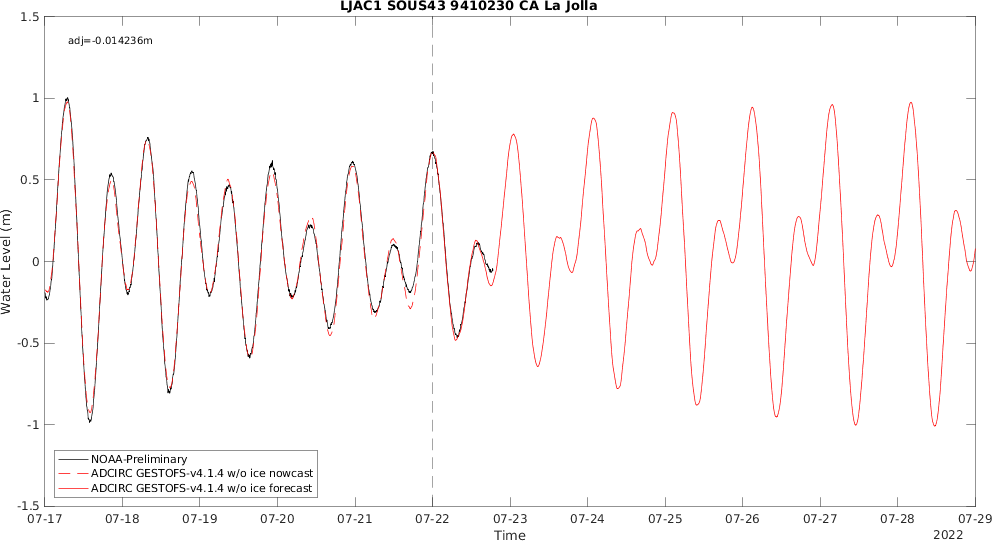 LJAC1 SOUS43 9410230 CA La Jolla
adj=-0.014236m
1.5
1
0.5
0
-0.5
-1
-1.5
Water Level (m)
NOAA-Preliminary
ADCIRC GESTOFS-v4.1.4 w/o ice nowcast
ADCIRC GESTOFS-v4.1.4 w/o ice forecast
07-17 07-18 07-19 07-20 07-21 07-22 07-23 07-24 07-25 07-26 07-27 07-28 07-29
Time
2022